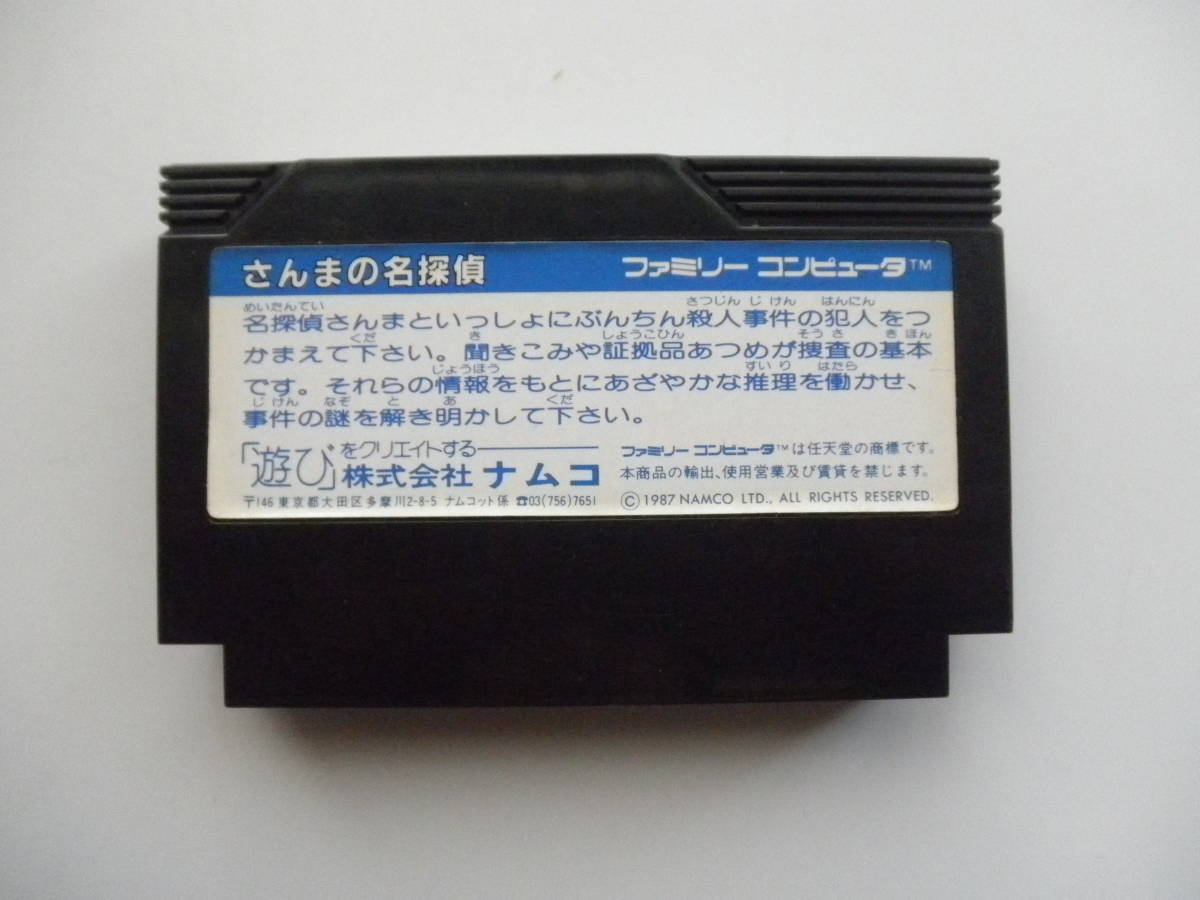 さんまの名探偵 ファミリー コンピュータ™
めいたんてい さつじん じ けん はんにん
名探偵さんまといっしょにぶんちん殺人事件の犯人をつ
くだ き しょうこひん そう さ き ほん
かまえて下さい。聞きこみや証拠品あつめが捜査の基本
じょうほう すい り はたら
です。それらの情報をもとにあざやかな推理を働かせ、
じ けん なぞ と あ くだ
事件の謎を解き明かして下さい。
「遊び」をクリエイトする
株式会社 ナムコ
〒146 東京都大田区多摩川2-8-5 ナムコット係 ☎03(756)7651
ファミリー コンピュータ™は任天堂の商標です。
本商品の輸出、使用営業及び賃貸を禁じます。
©1987 NAMCO LTD., ALL RIGHTS RESERVED.